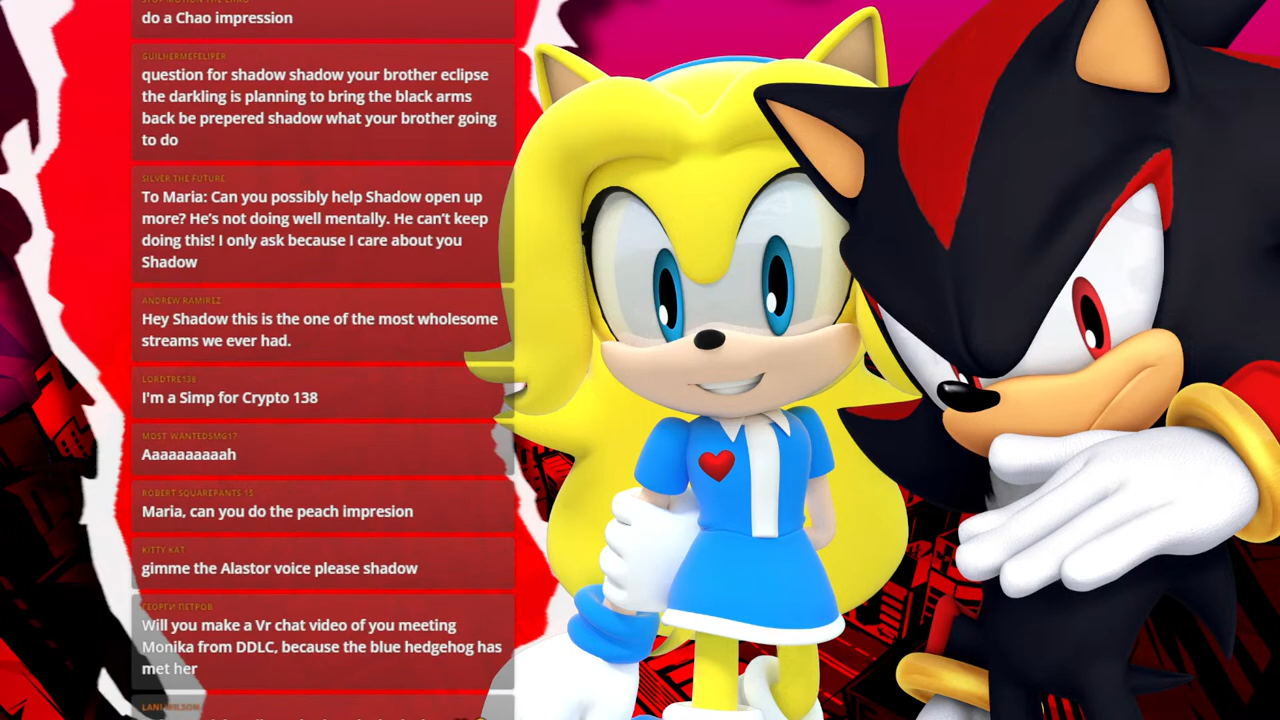 do a Chao impression
GUILHERMEFELIPER
question for shadow shadow your brother eclipse
the darkling is planning to bring the black arms
back be prepered shadow what your brother going
to do
SILVER THE FUTURE
To Maria: Can you possibly help Shadow open up
more? He's not doing well mentally. He can't keep
doing this! I only ask because I care about you
Shadow
ANDREW RAMIREZ
Hey Shadow this is the one of the most wholesome
streams we ever had.
LORDTRE138
I'm a Simp for Crypto 138
MOST WANTEDSMG17
Aaaaaaaaaah
ROBERT SQUAREPANTS 15
Maria, can you do the peach impresion
KITTY KAT
gimme the Alastor voice please shadow
ГЕОРГИ ПЕТРОВ
Will you make a Vr chat video of you meeting
Monika from DDLC, because the blue hedgehog has
met her
LANI WILSON